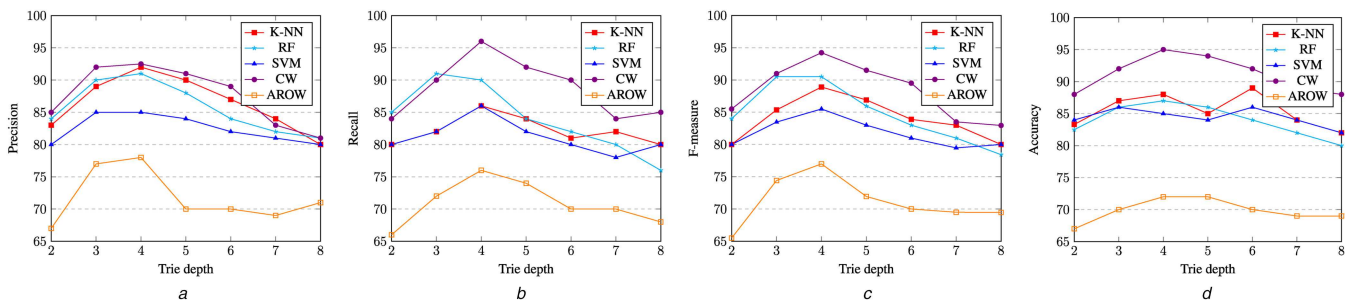 100
95
90
85
80
75
70
65
Precision
2 3 4 5 6 7 8
Trie depth
K-NN
RF
SVM
CW
AROW
a
100
95
90
85
80
75
70
65
Recall
2 3 4 5 6 7 8
Trie depth
K-NN
RF
SVM
CW
AROW
b
100
95
90
85
80
75
70
65
F-measure
2 3 4 5 6 7 8
Trie depth
K-NN
RF
SVM
CW
AROW
c
100
95
90
85
80
75
70
65
Accuracy
2 3 4 5 6 7 8
Trie depth
K-NN
RF
SVM
CW
AROW
d